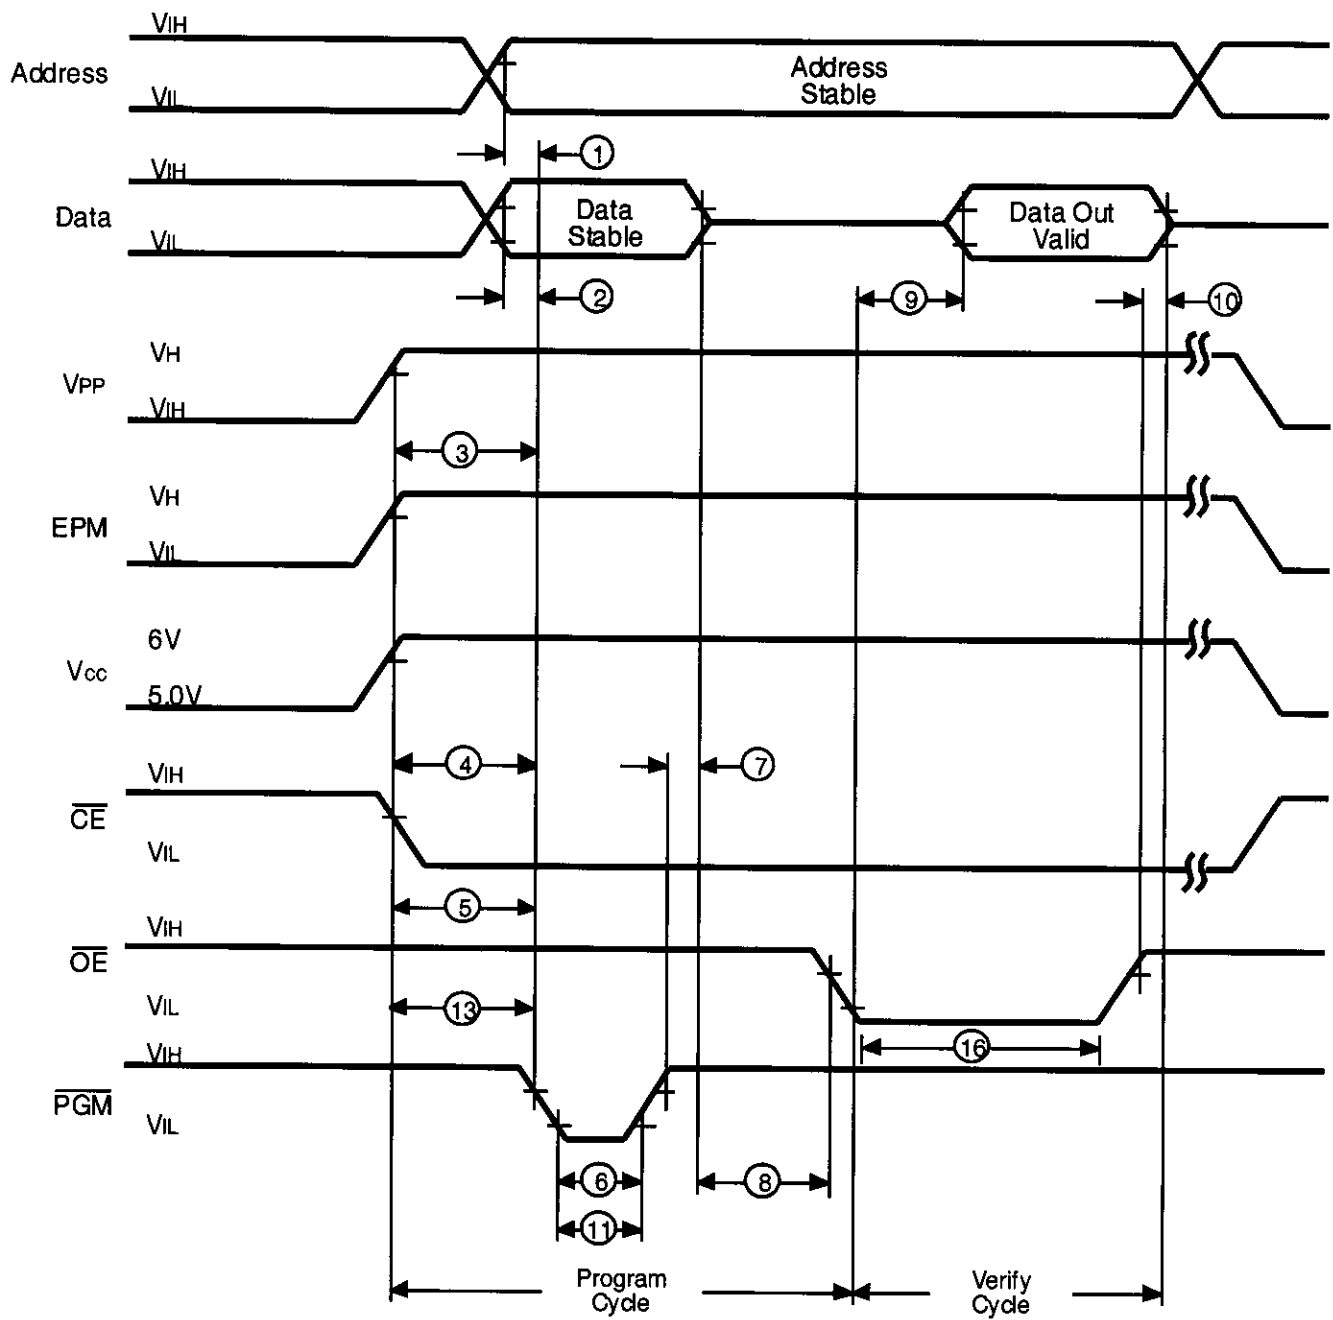 VIH
Address
VIL
Address
Stable
1
VIH
Data
VIL
Data
Stable
Data Out
Valid
2
9
10
VH
VPP
VIH
3
VH
EPM
VIL
6V
Vcc
5.0V
4
7
VIH
CE
VIL
5
VIH
OE
VIL
13
16
VIH
PGM
VIL
6
8
11
Program
Cycle
Verify
Cycle